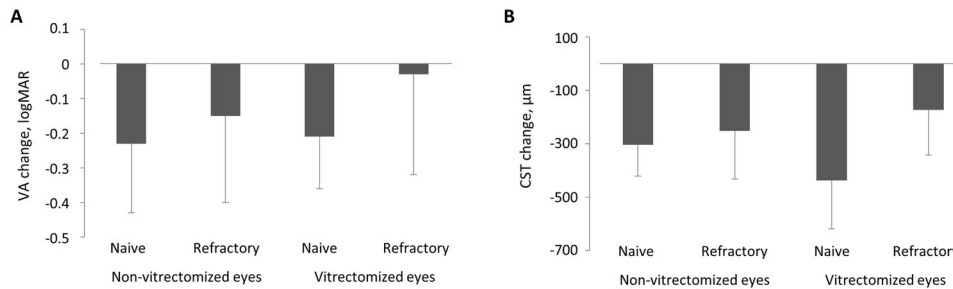 A
0.1
0
-0.1
-0.2
-0.3
-0.4
-0.5
VA change, logMAR
Naive Refractory Naive Refractory
Non-vitrectomized eyes Vitrectomized eyes
B
100
-100
-300
-500
-700
CST change, µm
Naive Refractory Naive Refractory
Non-vitrectomized eyes Vitrectomized eyes